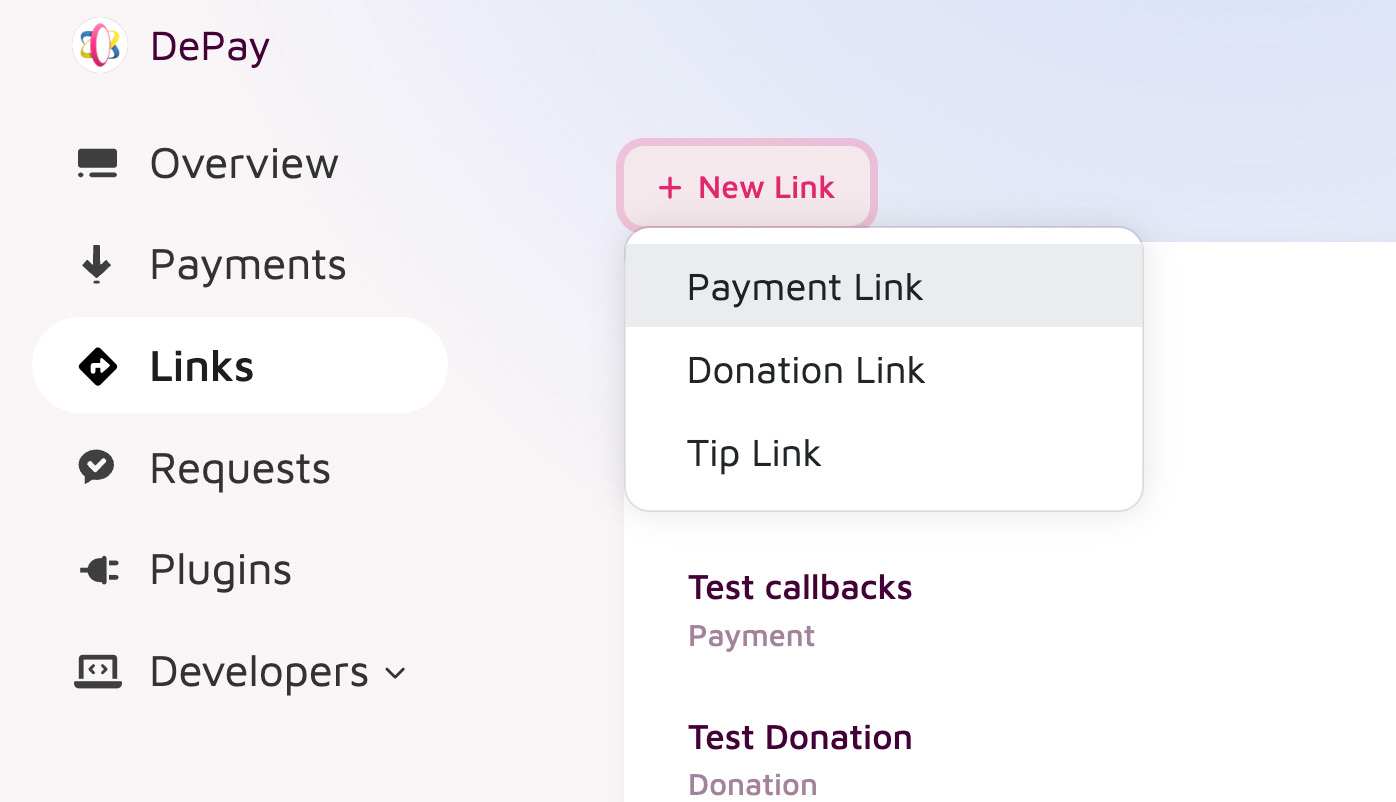 DePay
Overview
Payments
Links
Requests
Plugins
Developers
+ New Link
Payment Link
Donation Link
Tip Link
Test callbacks
Payment
Test Donation
Donation